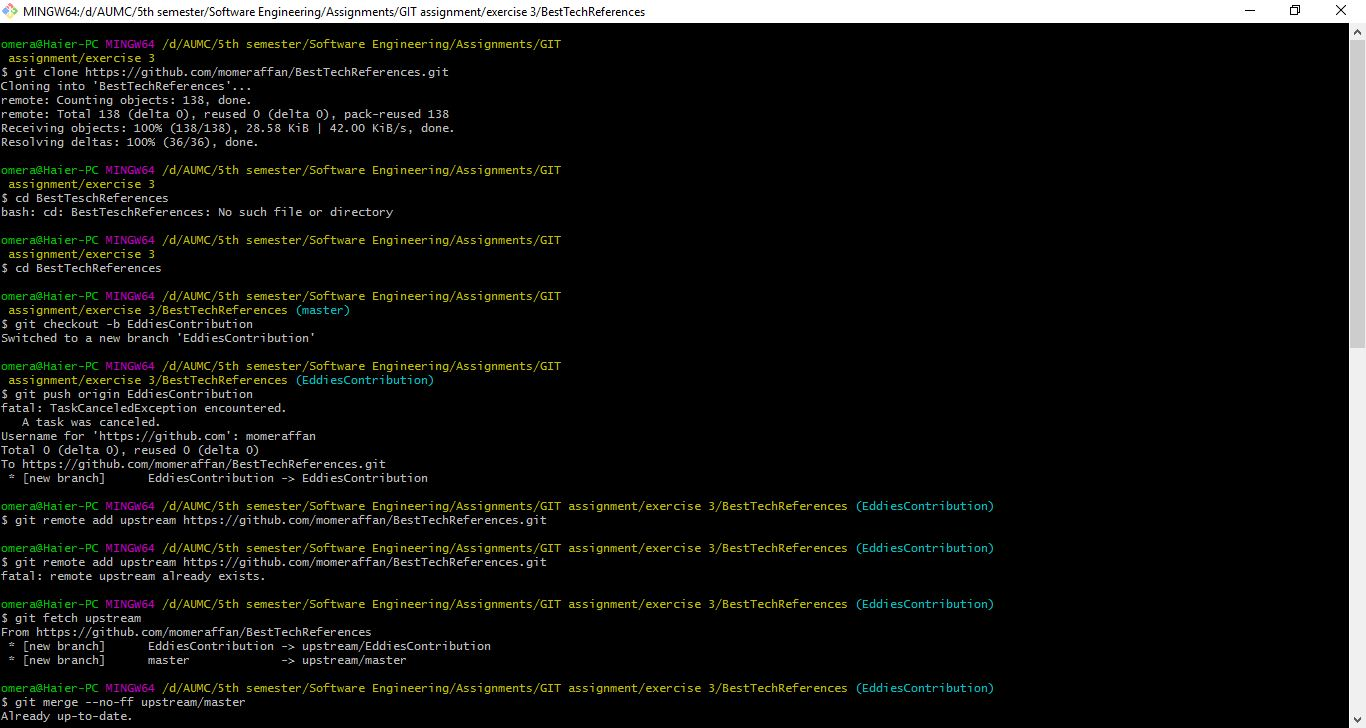 MINGW64:/d/AUMC/5th semester/Software Engineering/Assignments/GIT assignment/exercise 3/BestTechReferences
omera@Haier-PC MINGW64 /d/AUMC/5th semester/Software Engineering/Assignments/GIT
assignment/exercise 3
$ git clone https://github.com/momeraffan/BestTechReferences.git
Cloning into 'BestTechReferences'...
remote: Counting objects: 138, done.
remote: Total 138 (delta 0), reused 0 (delta 0), pack-reused 138
Receiving objects: 100% (138/138), 28.58 KiB | 42.00 KiB/s, done.
Resolving deltas: 100% (36/36), done.
omera@Haier-PC MINGW64 /d/AUMC/5th semester/Software Engineering/Assignments/GIT
assignment/exercise 3
$ cd BestTeschReferences
bash: cd: BestTeschReferences: No such file or directory
omera@Haier-PC MINGW64 /d/AUMC/5th semester/Software Engineering/Assignments/GIT
assignment/exercise 3
$ cd BestTechReferences
omera@Haier-PC MINGW64 /d/AUMC/5th semester/Software Engineering/Assignments/GIT
assignment/exercise 3/BestTechReferences (master)
$ git checkout -b EddiesContribution
Switched to a new branch 'EddiesContribution'
omera@Haier-PC MINGW64 /d/AUMC/5th semester/Software Engineering/Assignments/GIT
assignment/exercise 3/BestTechReferences (EddiesContribution)
$ git push origin EddiesContribution
fatal: TaskCanceledException encountered.
A task was canceled.
Username for 'https://github.com': momeraffan
Total 0 (delta 0), reused 0 (delta 0)
To https://github.com/momeraffan/BestTechReferences.git
* [new branch] EddiesContribution -> EddiesContribution
omera@Haier-PC MINGW64 /d/AUMC/5th semester/Software Engineering/Assignments/GIT assignment/exercise 3/BestTechReferences (EddiesContribution)
$ git remote add upstream https://github.com/momeraffan/BestTechReferences.git
omera@Haier-PC MINGW64 /d/AUMC/5th semester/Software Engineering/Assignments/GIT assignment/exercise 3/BestTechReferences (EddiesContribution)
$ git remote add upstream https://github.com/momeraffan/BestTechReferences.git
fatal: remote upstream already exists.
omera@Haier-PC MINGW64 /d/AUMC/5th semester/Software Engineering/Assignments/GIT assignment/exercise 3/BestTechReferences (EddiesContribution)
$ git fetch upstream
From https://github.com/momeraffan/BestTechReferences
* [new branch] EddiesContribution -> upstream/EddiesContribution
* [new branch] master -> upstream/master
omera@Haier-PC MINGW64 /d/AUMC/5th semester/Software Engineering/Assignments/GIT assignment/exercise 3/BestTechReferences (EddiesContribution)
$ git merge --no-ff upstream/master
Already up-to-date.